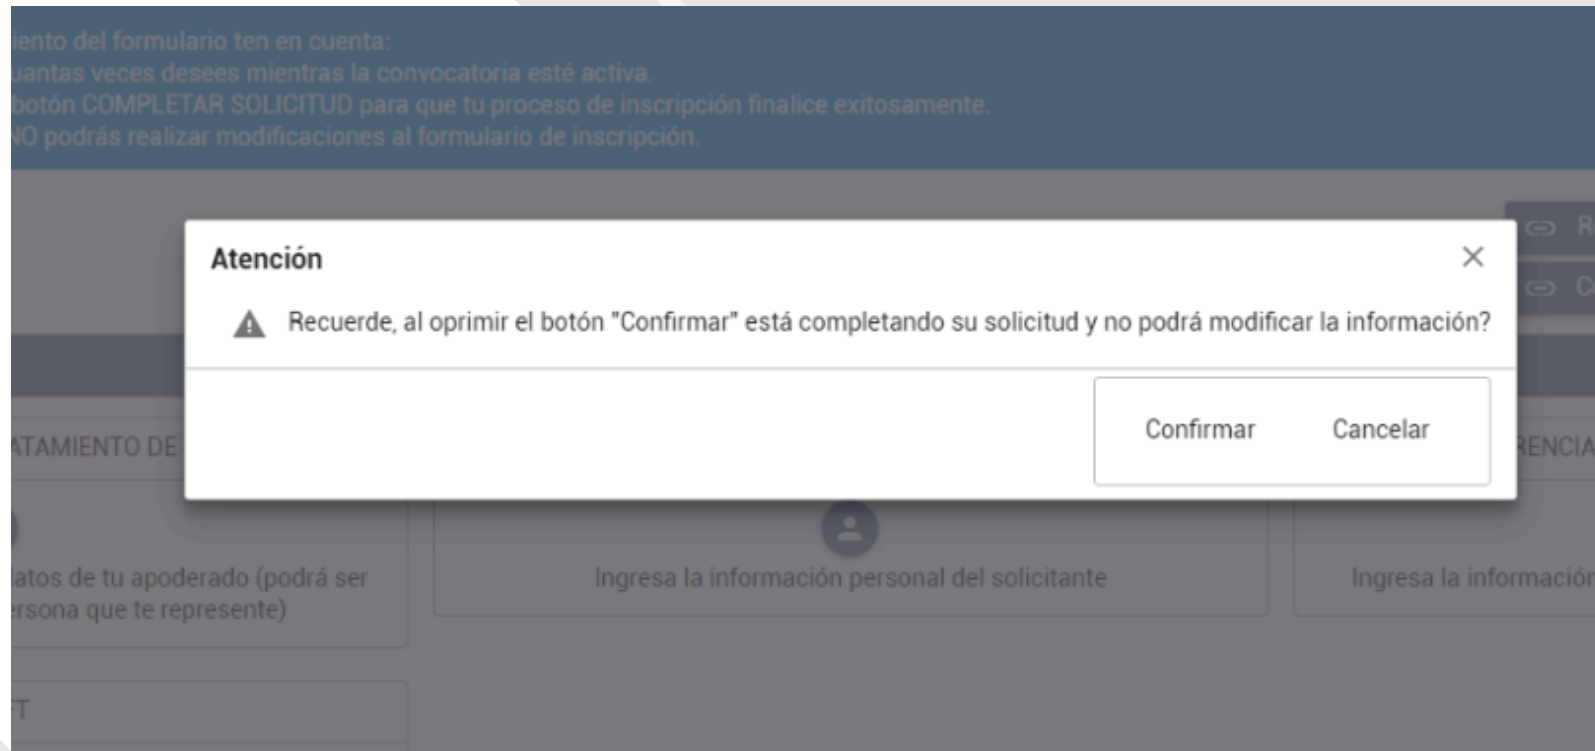 iento del formulario ten en cuenta:
uantas veces desees mientras la convocatoria esté activa.
botón COMPLETAR SOLICITUD para que tu proceso de inscripción finalice exitosamente.
NO podrás realizar modificaciones al formulario de inscripción.
Atención
Recuerde, al oprimir el botón "Confirmar" está completando su solicitud y no podrá modificar la información?
Confirmar Cancelar
ATAMIENTO DE
RENCIA
latos de tu apoderado (podrá ser
ersona que te represente)
Ingresa la información personal del solicitante
Ingresa la información
FT